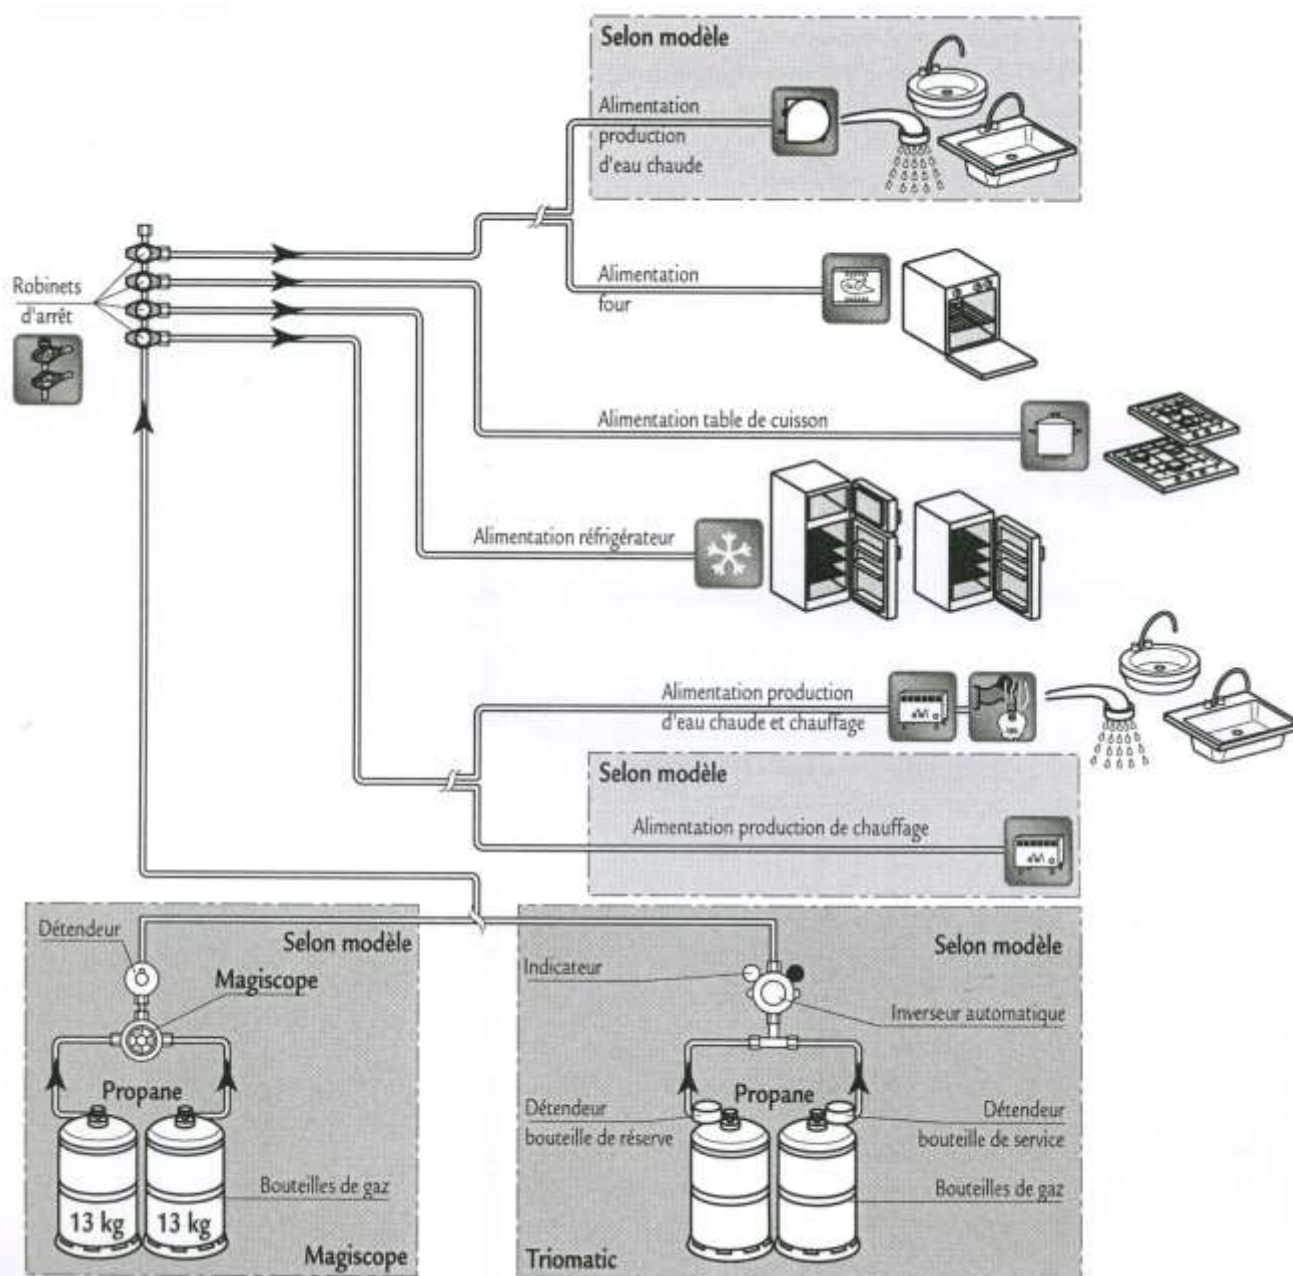 Selon modèle
Alimentation
production
d'eau chaude
Robinets
d'arrêt
Alimentation
four
Alimentation table de cuisson
Alimentation réfrigérateur
Alimentation production
d'eau chaude et chauffage
Selon modèle
Alimentation production de chauffage
Détendeur
Selon modèle
Magiscope
Propane
Bouteilles de gaz
13 kg
13 kg
Magiscope
Selon modèle
Indicateur
Inverseur automatique
Propane
Détendeur
bouteille de réserve
Détendeur
bouteille de service
Bouteilles de gaz
Triomatic